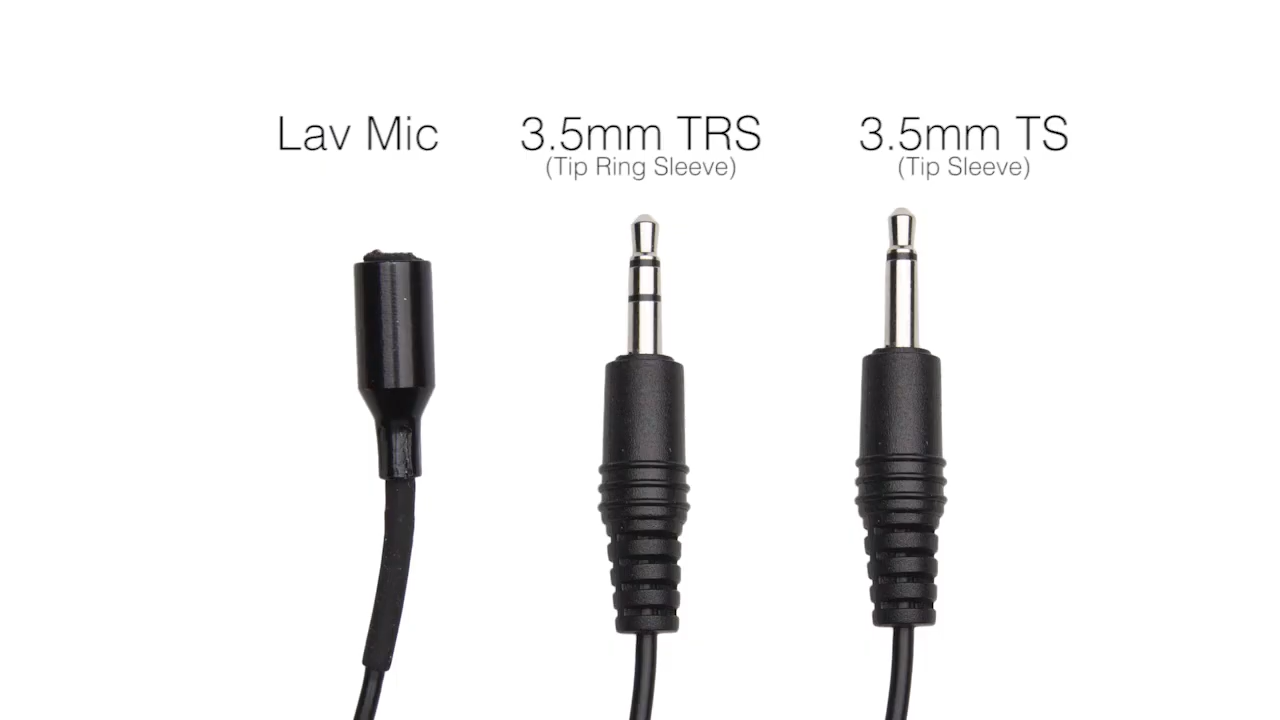 Lav Mic
3.5mm TRS
(Tip Ring Sleeve)
3.5mm TS
(Tip Sleeve)